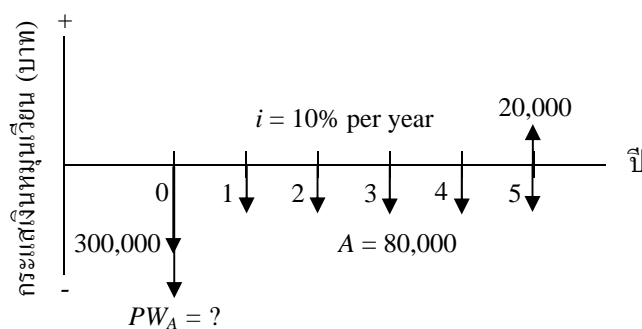 +
กระแสเงินหมุนเวียน (บาท)
i = 10% per year
20,000
ปี
0 1 2 3 4 5
300,000
A = 80,000
-
PW_A = ?